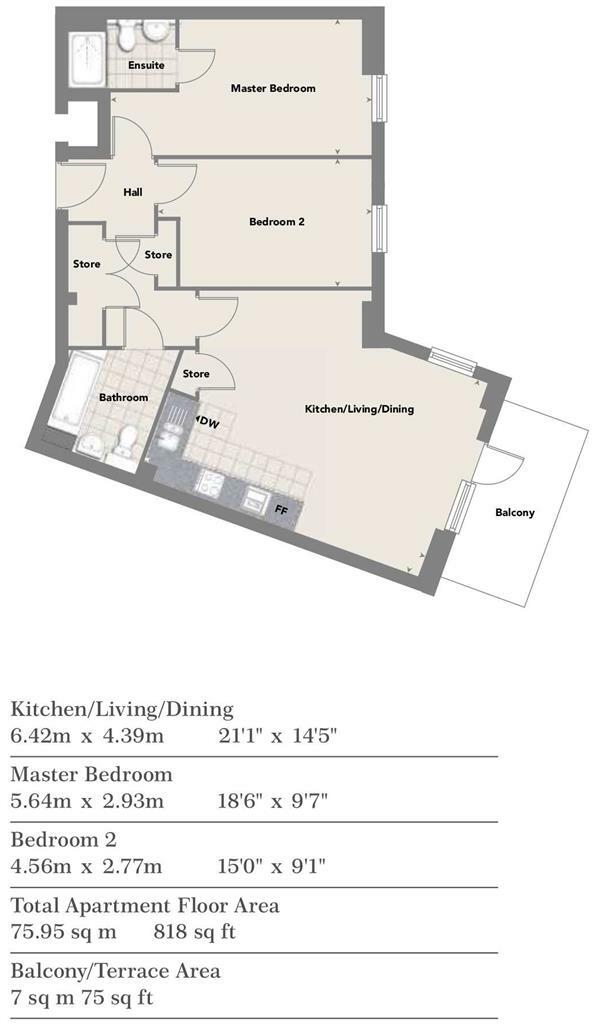 Ensuite
Master Bedroom
Hall
Bedroom 2
Store
Store
Store
Bathroom
Kitchen/Living/Dining
DW
FF
Balcony
Kitchen/Living/Dining
6.42m x 4.39m 21'1" x 14'5"
Master Bedroom
5.64m x 2.93m 18'6" x 9'7"
Bedroom 2
4.56m x 2.77m 15'0" x 9'1"
Total Apartment Floor Area
75.95 sq m 818 sq ft
Balcony/Terrace Area
7 sq m 75 sq ft